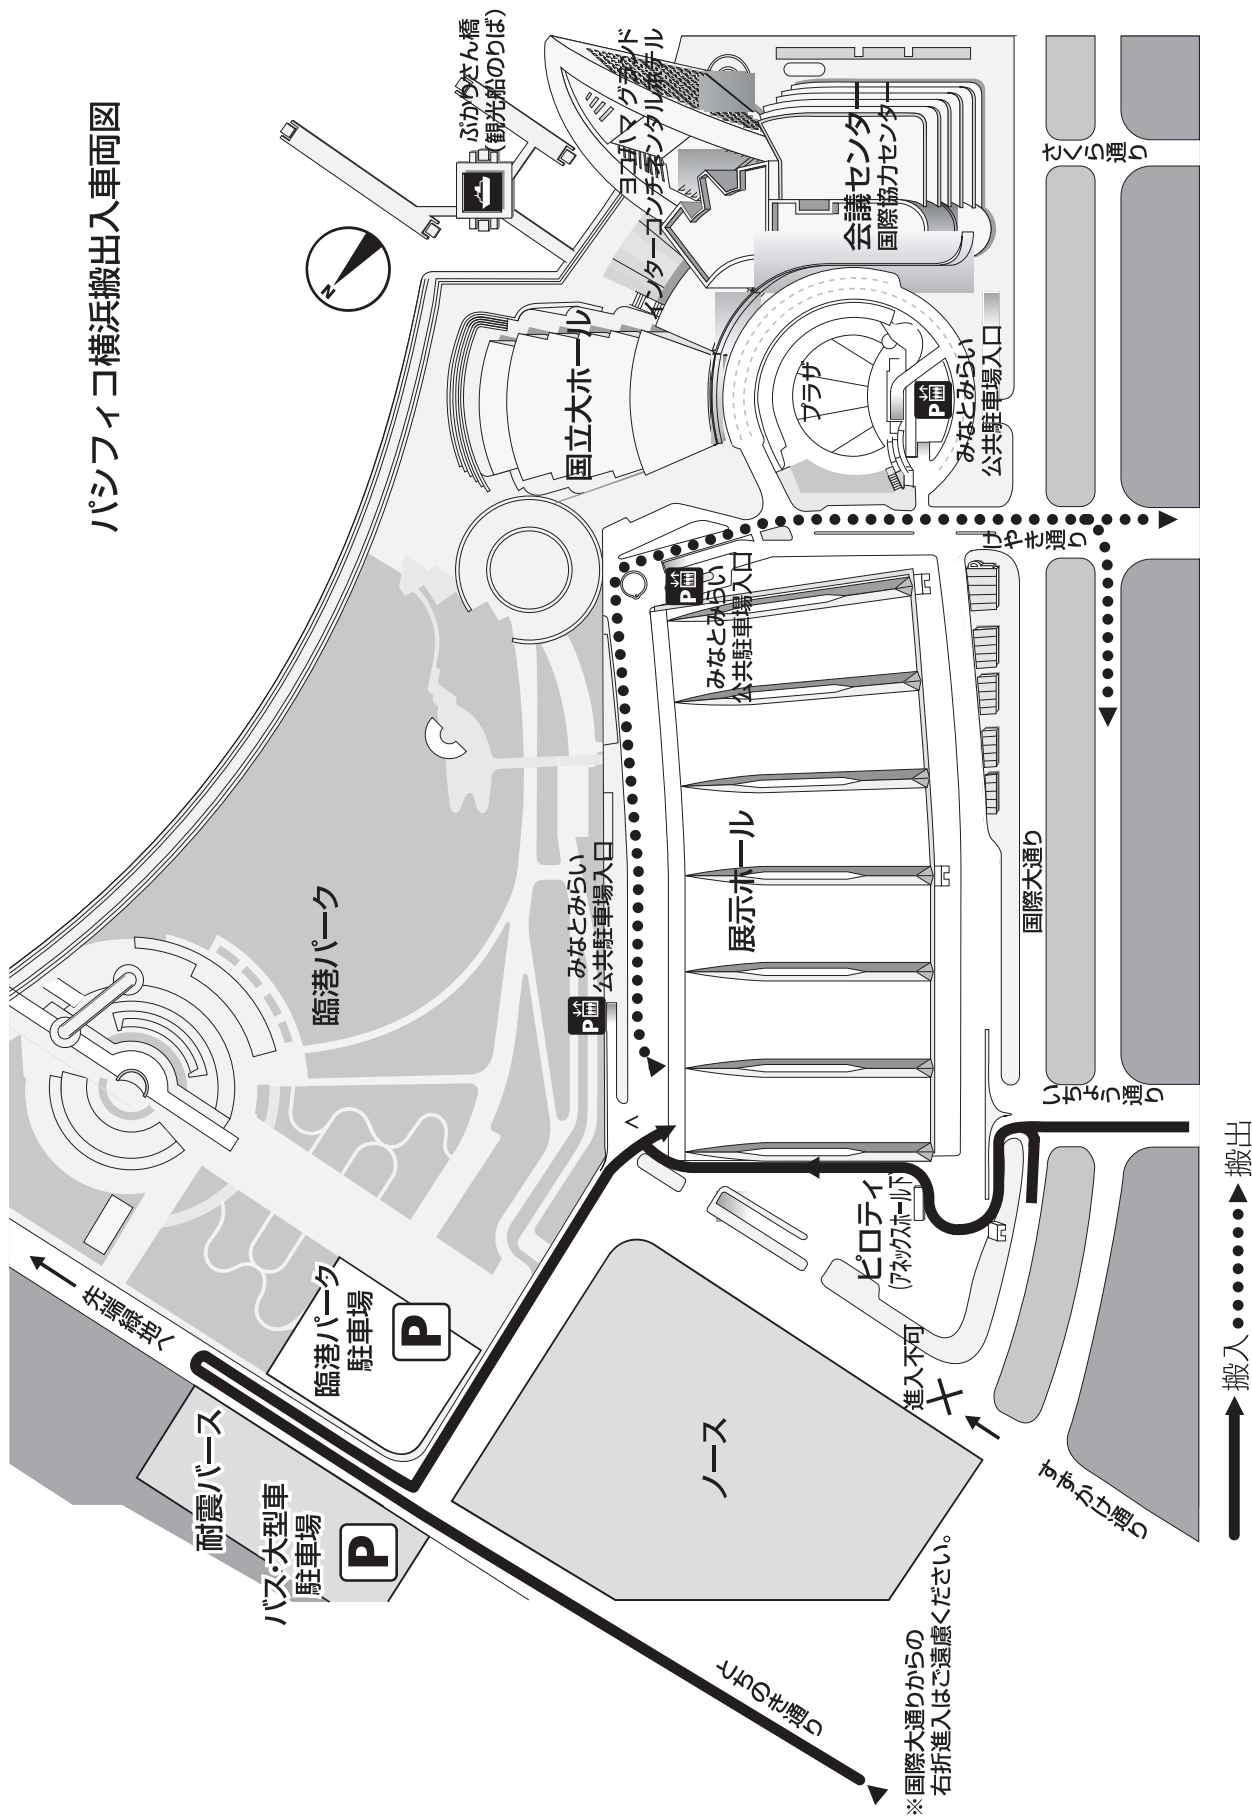 パシフィコ横浜搬出入車両図
N
ぷかりさん橋
(観光船のりば)
ヨコハマ グランド
インターコンチネンタルホテル
会議センター
国際協力センター
さくら通り
国立大ホール
プラザ
P
みなとみらい
公共駐車場入口
けやき通り
P
みなとみらい
公共駐車場入口
臨港パーク
P
みなとみらい
公共駐車場入口
展示ホール
国際大通り
いちょう通り
ピロティ
(アネックスホール下)
先端緑地へ
臨港パーク
駐車場
P
耐震バース
バス・大型車
駐車場
P
ノース
進入不可
すずかけ通り
とちのき通り
※国際大通りからの
右折進入はご遠慮ください。
搬入
搬出